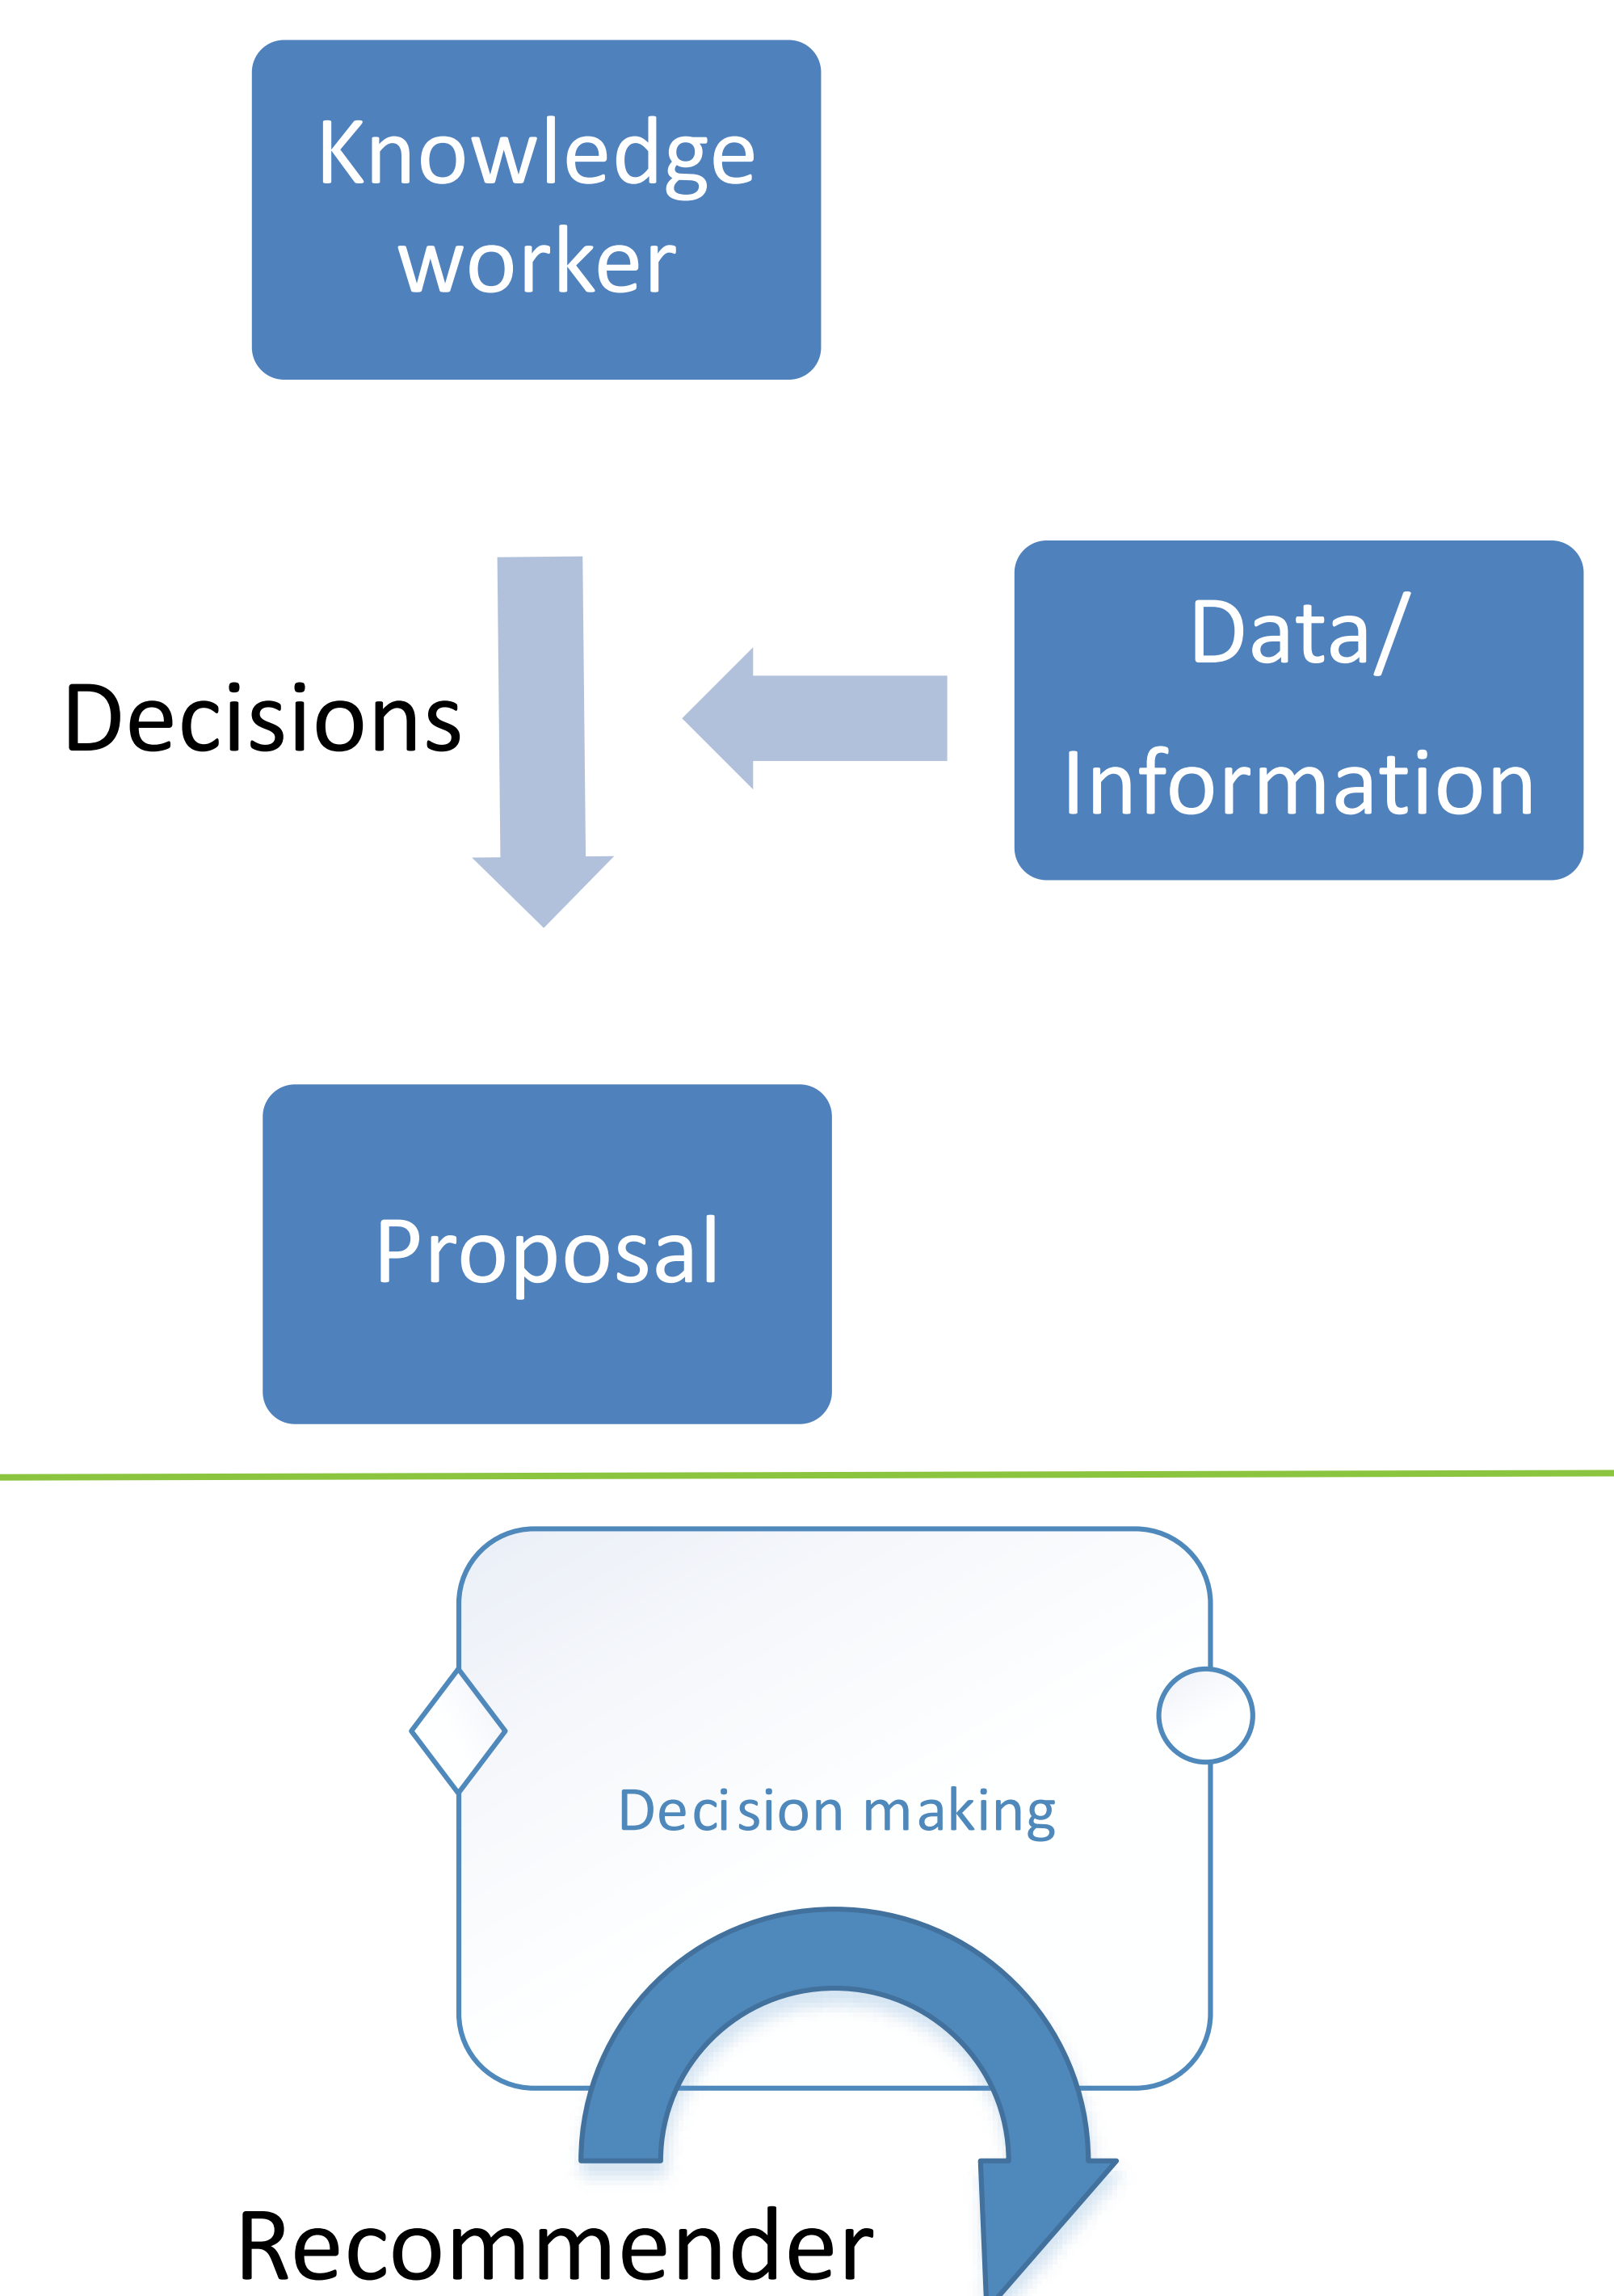 Knowledge
worker
Decisions
Data/
Information
Proposal
Decision making
Recommender